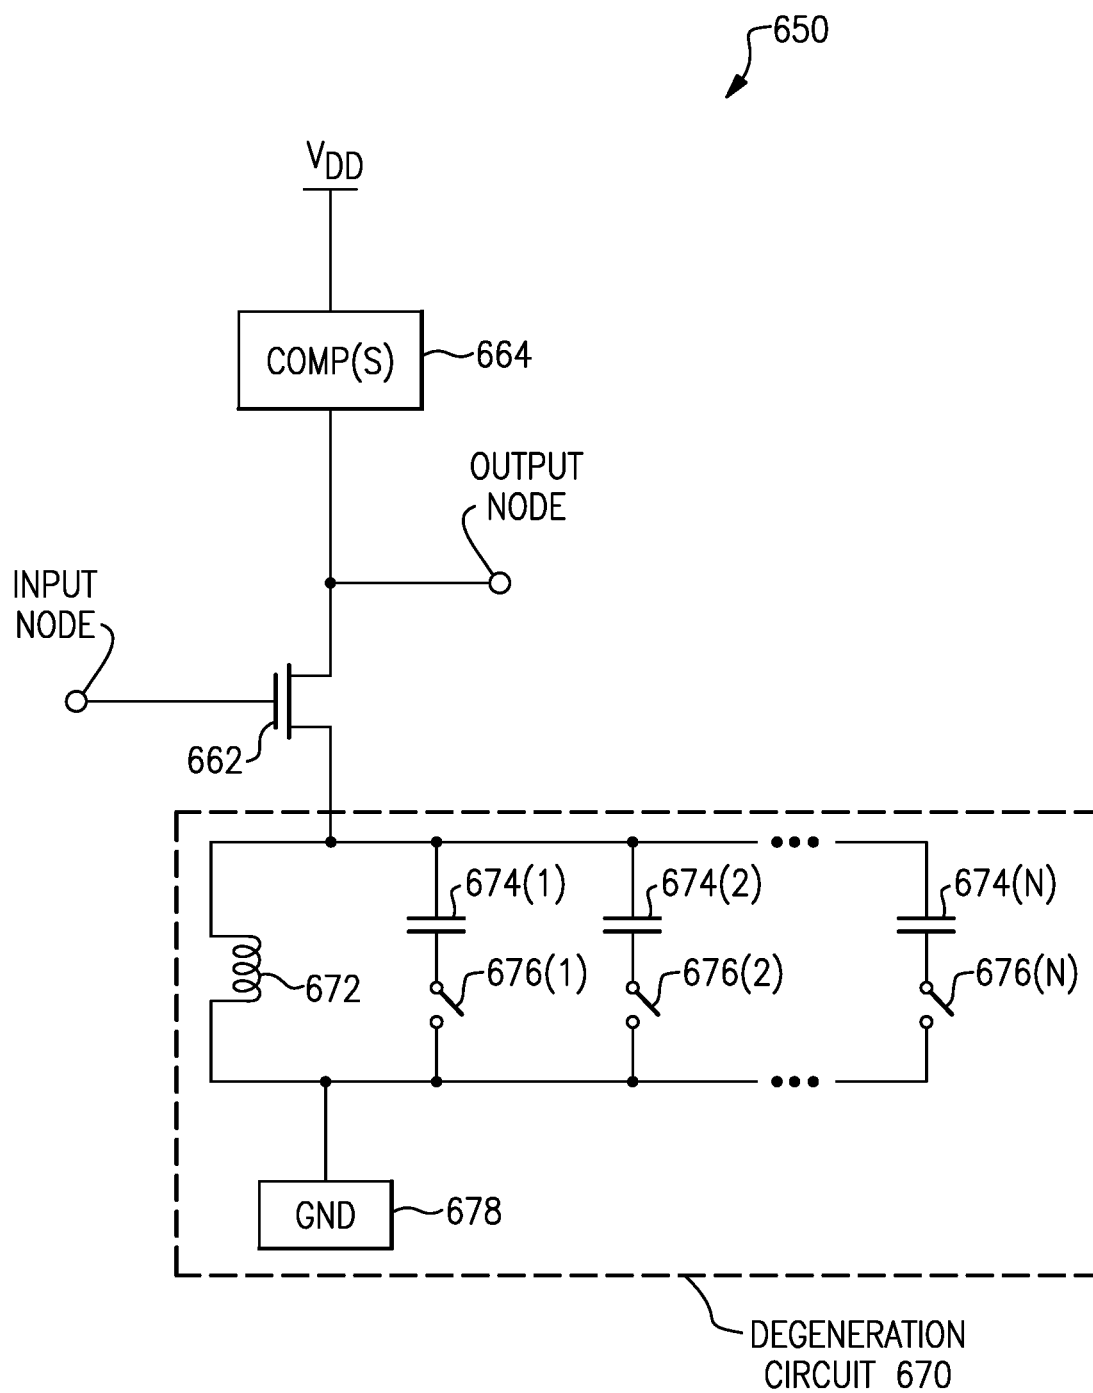 650
VDD
COMP(S)
664
OUTPUT
NODE
INPUT
NODE
662
674(1)
674(2)
674(N)
672
676(1)
676(2)
676(N)
GND
678
DEGENERATION
CIRCUIT 670